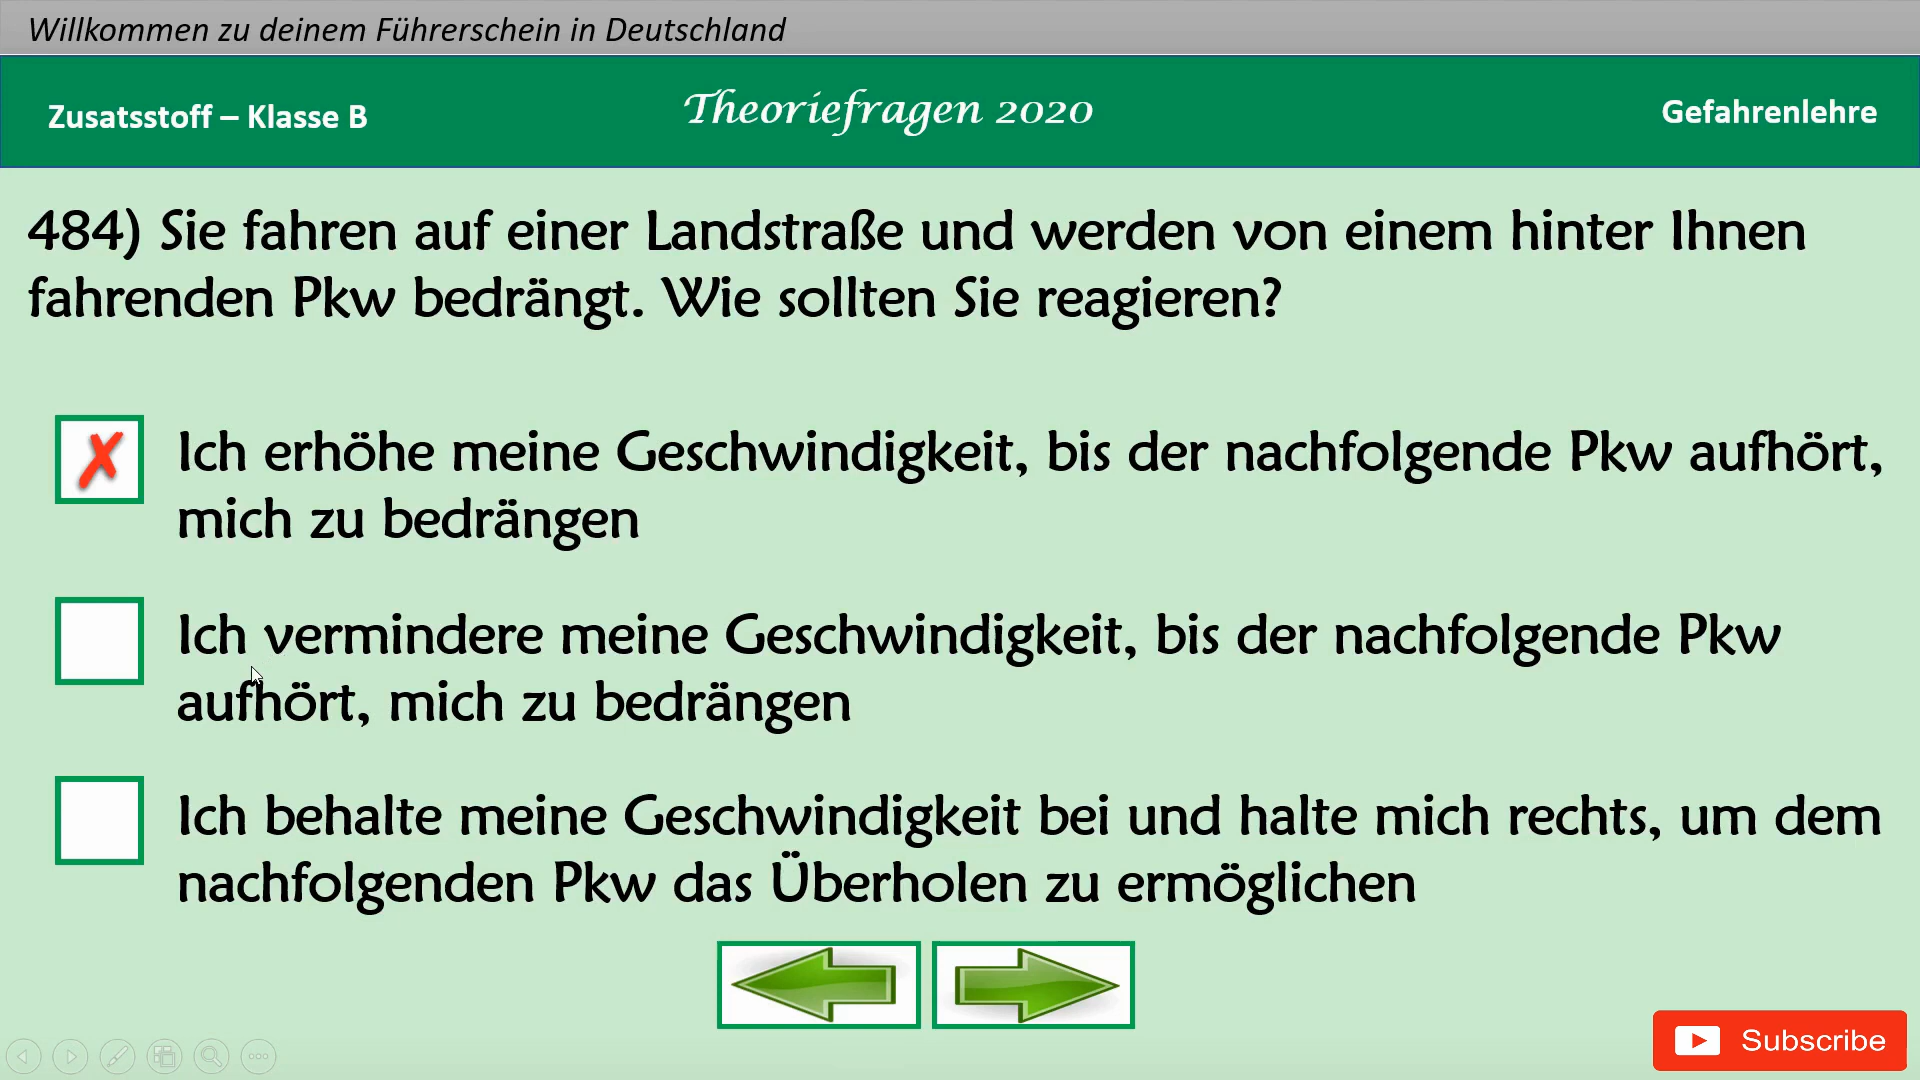 Willkommen zu deinem Führerschein in Deutschland
Zusatsstoff – Klasse B
Theoriefragen 2020
Gefahrenlehre
484) Sie fahren auf einer Landstraße und werden von einem hinter Ihnen
fahrenden Pkw bedrängt. Wie sollten Sie reagieren?
Ich erhöhe meine Geschwindigkeit, bis der nachfolgende Pkw aufhört,
mich zu bedrängen
Ich vermindere meine Geschwindigkeit, bis der nachfolgende Pkw
aufhört, mich zu bedrängen
Ich behalte meine Geschwindigkeit bei und halte mich rechts, um dem
nachfolgenden Pkw das Überholen zu ermöglichen
Subscribe